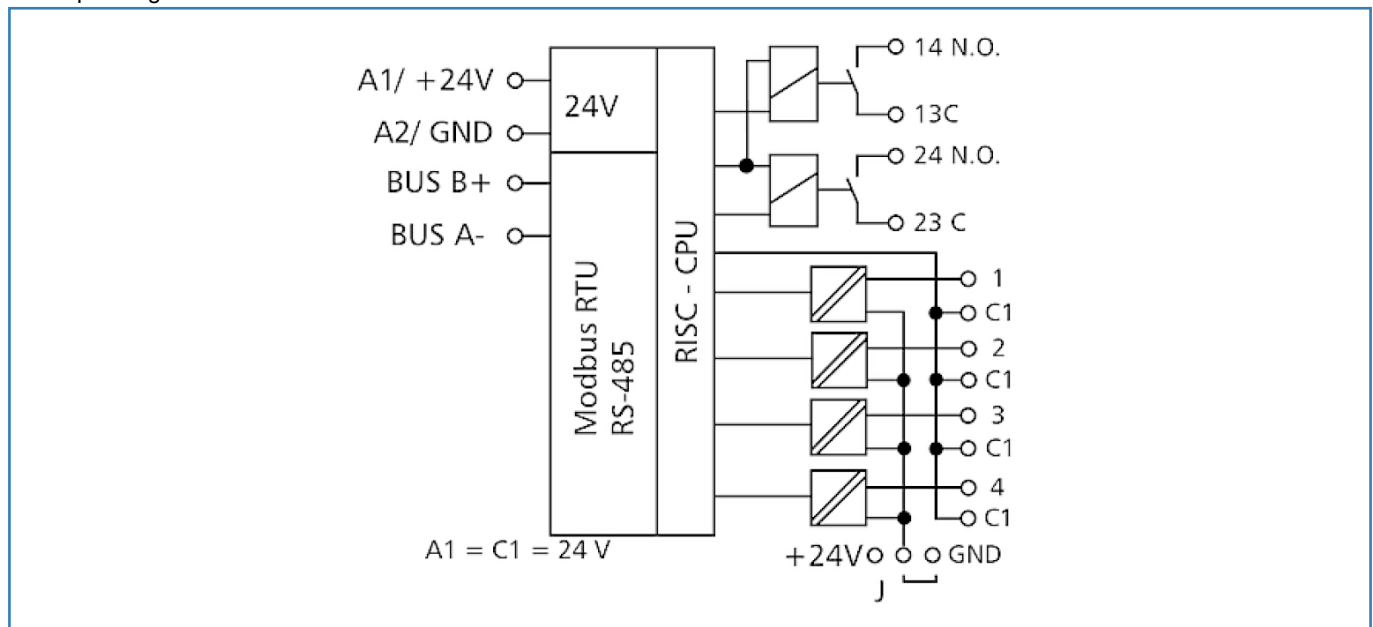 A1/ +24V
A2/ GND
BUS B+
BUS A-
24V
Modbus RTU
RS-485
RISC - CPU
14 N.O.
13C
24 N.O.
23 C
1
C1
2
C1
3
C1
4
C1
A1 = C1 = 24 V
+24V
GND
J